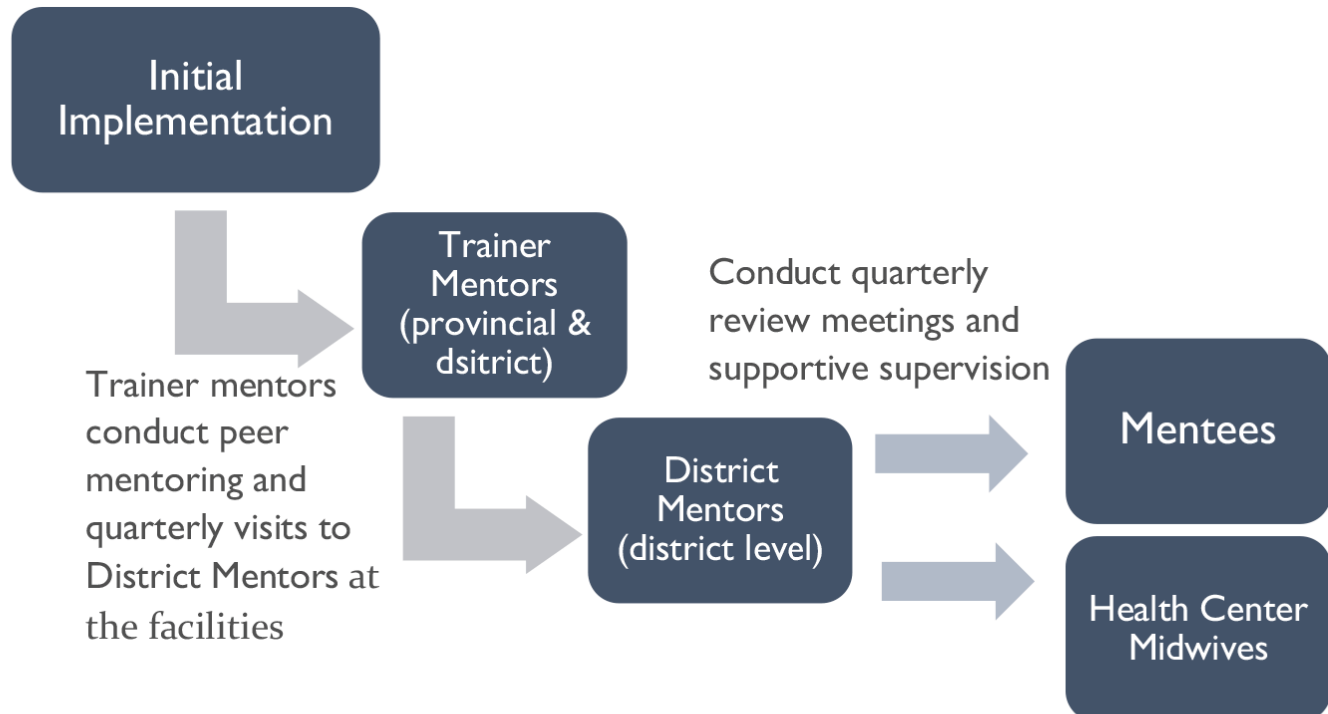 Initial
Implementation
Trainer
Mentors
(provincial &
dsitrict)
Trainer mentors
conduct peer
mentoring and
quarterly visits to
District Mentors at
the facilities
District
Mentors
(district level)
Conduct quarterly
review meetings and
supportive supervision
Mentees
Health Center
Midwives